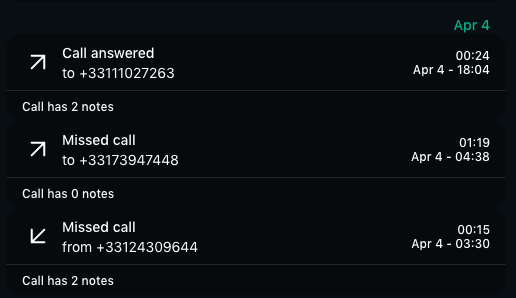 Apr 4
Call answered
00:24
to +33111027263
Apr 4 - 18:04
Call has 2 notes
Missed call
01:19
to +33173947448
Apr 4 - 04:38
Call has 0 notes
Missed call
00:15
from +33124309644
Apr 4 - 03:30
Call has 2 notes